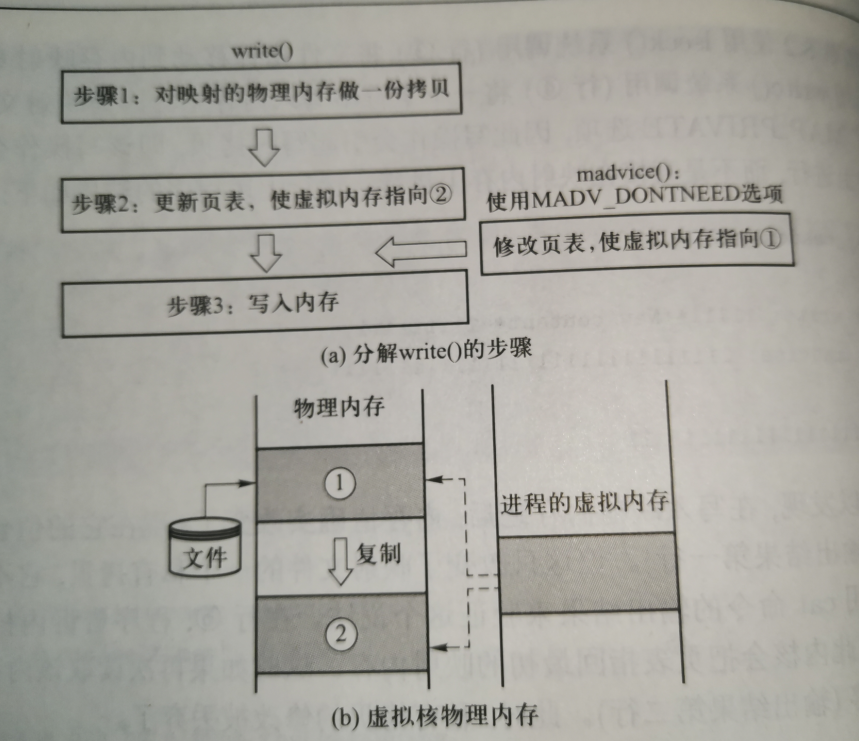 write()
步骤1：对映射的物理内存做一份拷贝
步骤2：更新页表，使虚拟内存指向②
madvice()：
使用MADV_DONTNEED选项
修改页表,使虚拟内存指向①
步骤3：写入内存
(a) 分解write()的步骤
物理内存
①
进程的虚拟内存
文件
复制
②
(b) 虚拟核物理内存